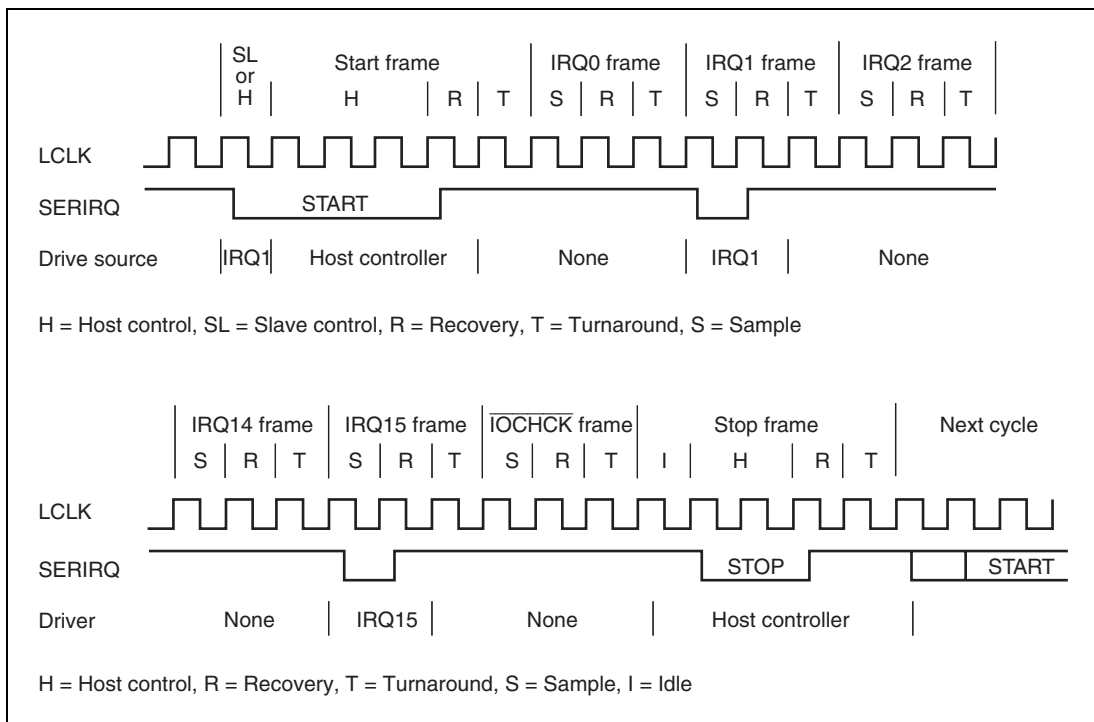 SL
or
H
Start frame
IRQ0 frame
IRQ1 frame
IRQ2 frame
H R T S R T S R T S R T
LCLK
SERIRQ
START
Drive source
IRQ1
Host controller
None
IRQ1
None
H = Host control, SL = Slave control, R = Recovery, T = Turnaround, S = Sample
IRQ14 frame
IRQ15 frame
IOCHCK frame
Stop frame
Next cycle
S R T S R T S R T I H R T
LCLK
SERIRQ
STOP
START
Driver
None
IRQ15
None
Host controller
H = Host control, R = Recovery, T = Turnaround, S = Sample, I = Idle